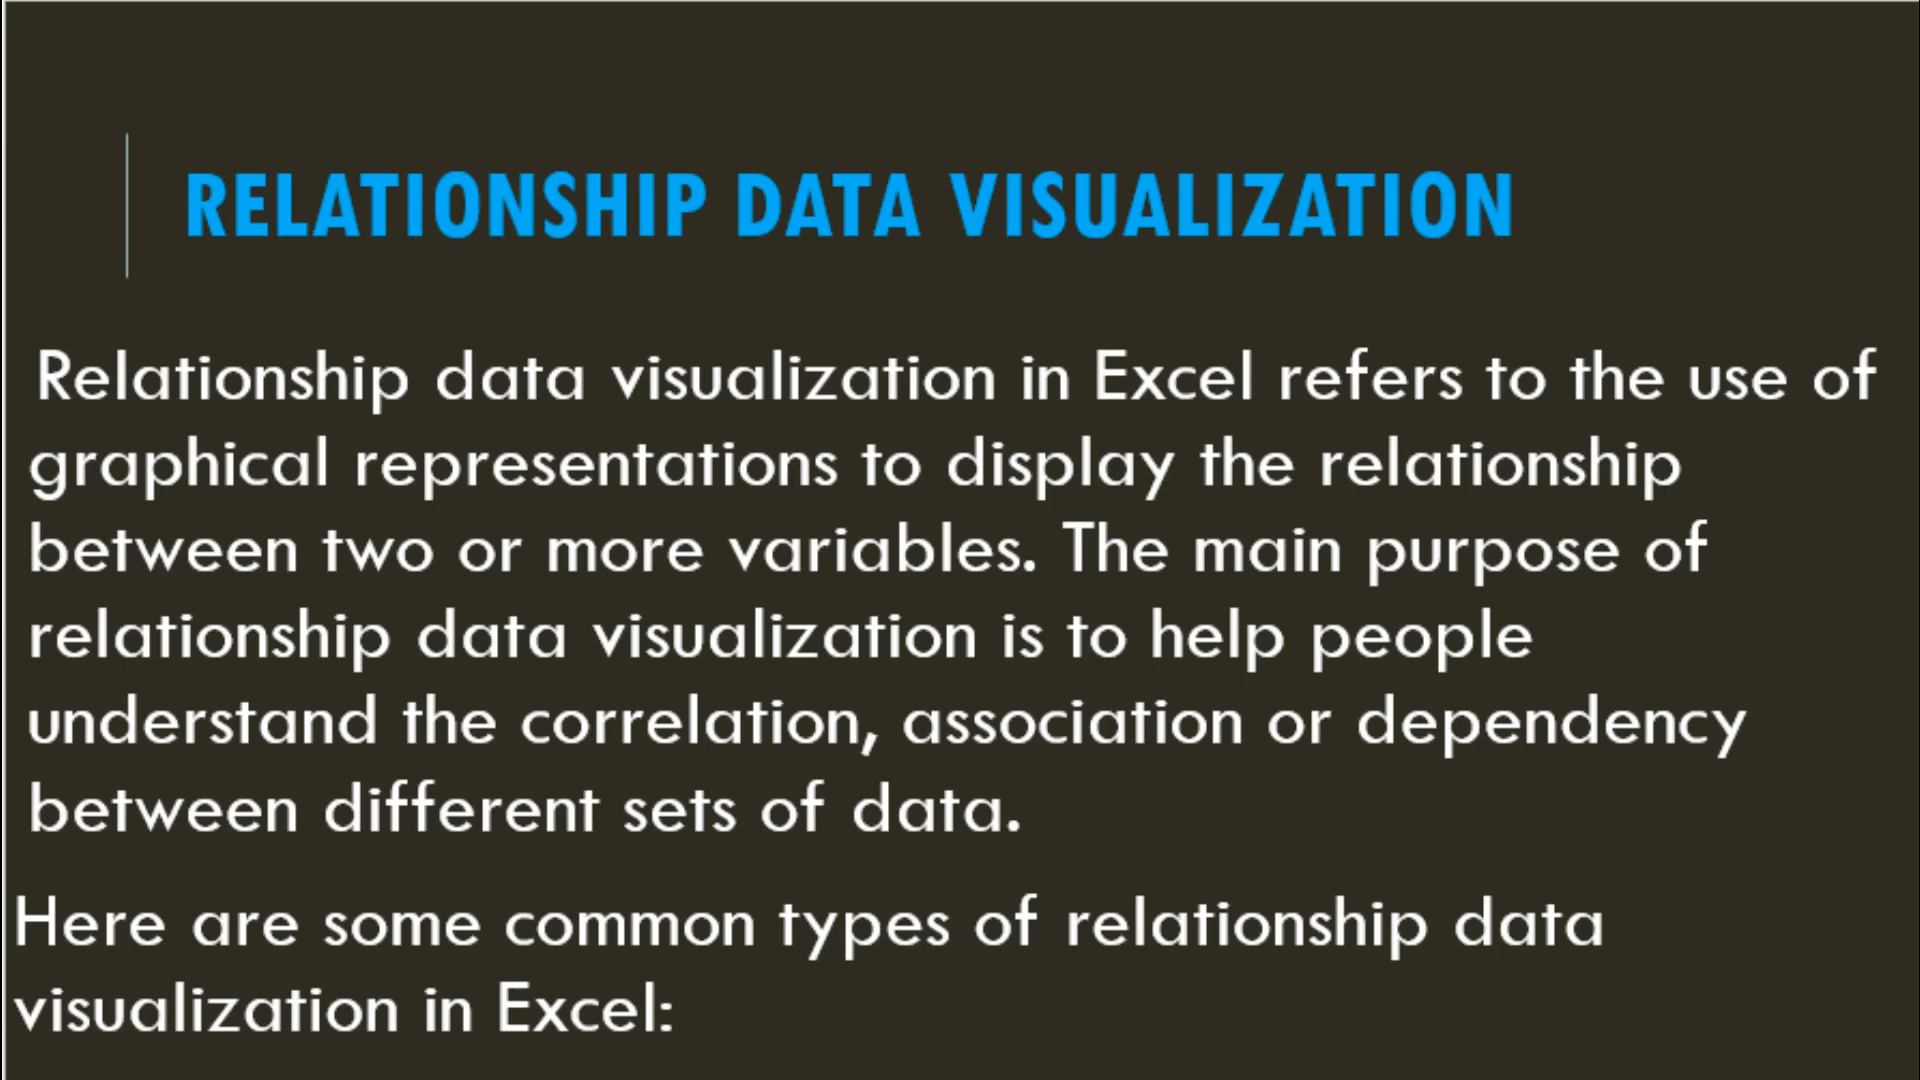 RELATIONSHIP DATA VISUALIZATION
Relationship data visualization in Excel refers to the use of
graphical representations to display the relationship
between two or more variables. The main purpose of
relationship data visualization is to help people
understand the correlation, association or dependency
between different sets of data.
Here are some common types of relationship data
visualization in Excel: